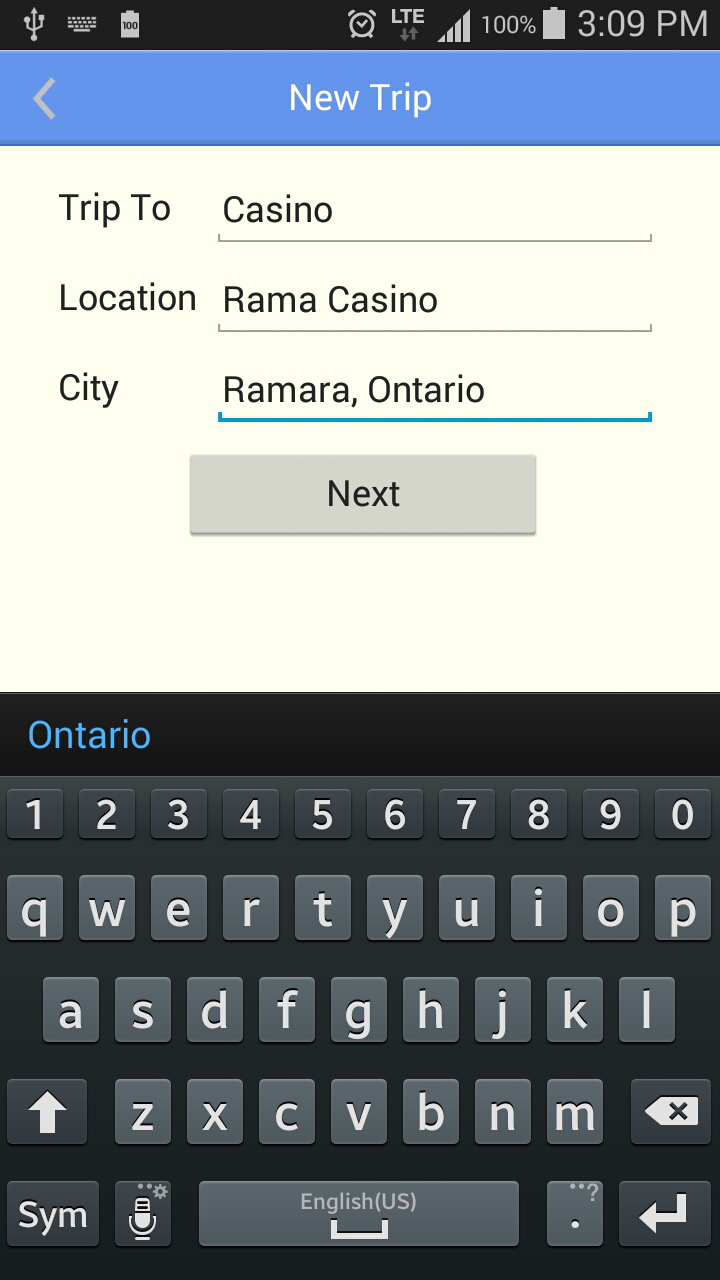 100 LTE 100% 3:09 PM
New Trip
Trip To Casino
Location Rama Casino
City Ramara, Ontario
Next
Ontario
1 2 3 4 5 6 7 8 9 0
q w e r t y u i o p
a s d f g h j k l
z x c v b n m
Sym English(US) . ?